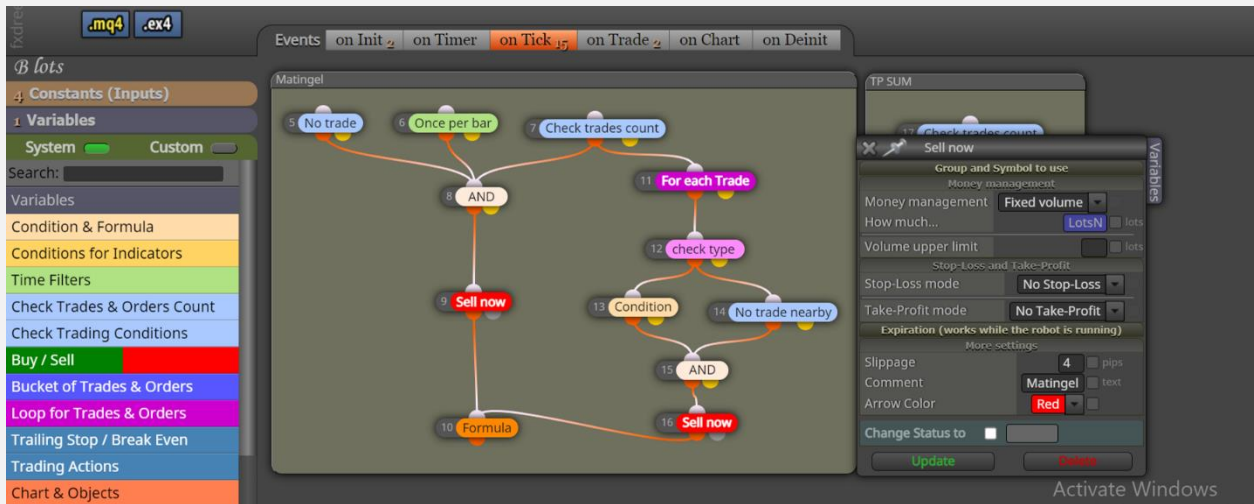 fxdree
.mq4 .ex4
Events on Init 2 on Timer on Tick 15 on Trade 2 on Chart on Deinit
Blots
4 Constants (Inputs)
1 Variables
System Custom
Search:
Variables
Condition & Formula
Conditions for Indicators
Time Filters
Check Trades & Orders Count
Check Trading Conditions
Buy / Sell
Bucket of Trades & Orders
Loop for Trades & Orders
Trailing Stop / Break Even
Trading Actions
Chart & Objects
Matingel
5 No trade
6 Once per bar
7 Check trades count
8 AND
11 For each Trade
12 check type
9 Sell now
13 Condition
14 No trade nearby
15 AND
10 Formula
16 Sell now
TP SUM
17 Check trades count
Sell now
Variables
Group and Symbol to use
Money management
Money management Fixed volume
How much... LotsN lots
Volume upper limit lots
Stop-Loss and Take-Profit
Stop-Loss mode No Stop-Loss
Take-Profit mode No Take-Profit
Expiration (works while the robot is running)
More settings
Slippage 4 pips
Comment Matingel text
Arrow Color Red
Change Status to
Update Delete
Activate Windows